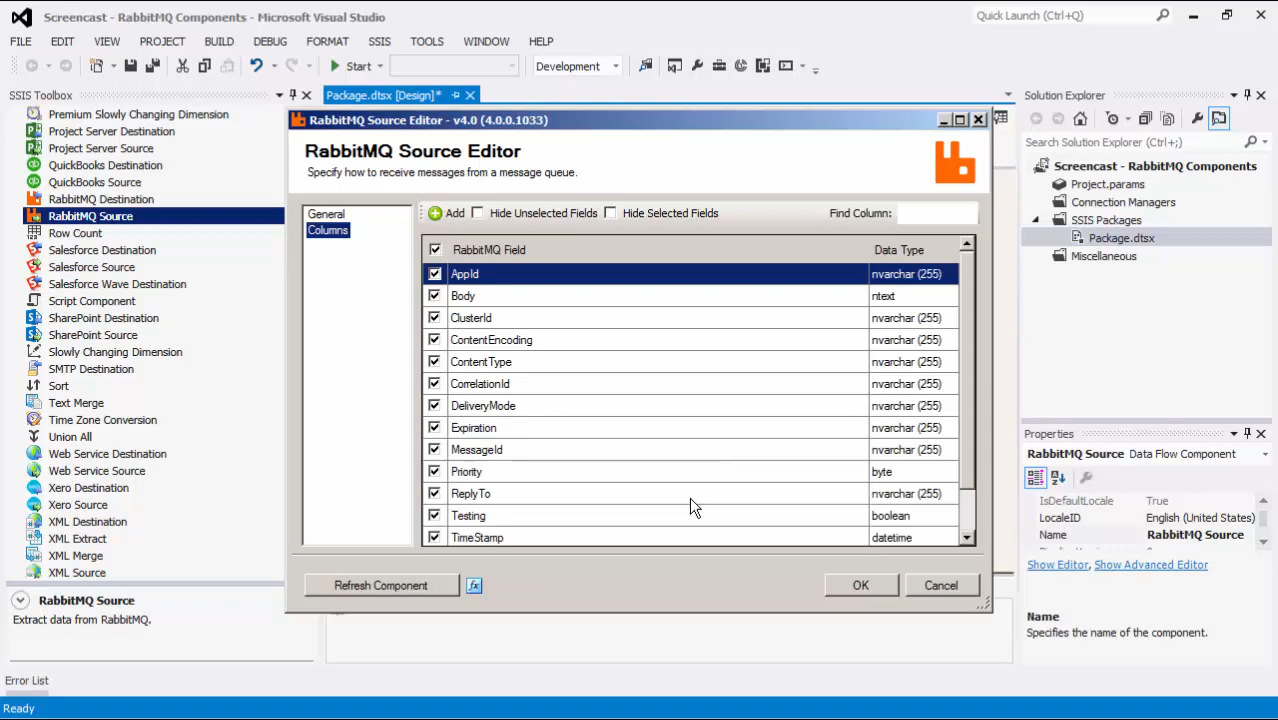 Screencast - RabbitMQ Components - Microsoft Visual Studio
Quick Launch (Ctrl+Q)
FILE EDIT VIEW PROJECT BUILD DEBUG FORMAT SSIS TOOLS WINDOW HELP
Start
Development
SSIS Toolbox
Premium Slowly Changing Dimension
Project Server Destination
Project Server Source
QuickBooks Destination
QuickBooks Source
RabbitMQ Destination
RabbitMQ Source
Row Count
Salesforce Destination
Salesforce Source
Salesforce Wave Destination
Script Component
SharePoint Destination
SharePoint Source
Slowly Changing Dimension
SMTP Destination
Sort
Text Merge
Time Zone Conversion
Union All
Web Service Destination
Web Service Source
Xero Destination
Xero Source
XML Destination
XML Extract
XML Merge
XML Source
RabbitMQ Source
Extract data from RabbitMQ.
Error List
Ready
Package.dtsx [Design]*
RabbitMQ Source Editor - v4.0 (4.0.0.1033)
RabbitMQ Source Editor
Specify how to receive messages from a message queue.
General
Columns
Add Hide Unselected Fields Hide Selected Fields Find Column:
RabbitMQ Field Data Type
AppId nvarchar (255)
Body ntext
ClusterId nvarchar (255)
ContentEncoding nvarchar (255)
ContentType nvarchar (255)
CorrelationId nvarchar (255)
DeliveryMode nvarchar (255)
Expiration nvarchar (255)
MessageId nvarchar (255)
Priority byte
ReplyTo nvarchar (255)
Testing boolean
TimeStamp datetime
Refresh Component fx OK Cancel
Solution Explorer
Search Solution Explorer (Ctrl+;)
Screencast - RabbitMQ Components
Project.params
Connection Managers
SSIS Packages
Package.dtsx
Miscellaneous
Properties
RabbitMQ Source Data Flow Component
IsDefaultLocale True
LocaleID English (United States)
Name RabbitMQ Source
Show Editor, Show Advanced Editor
Name
Specifies the name of the component.